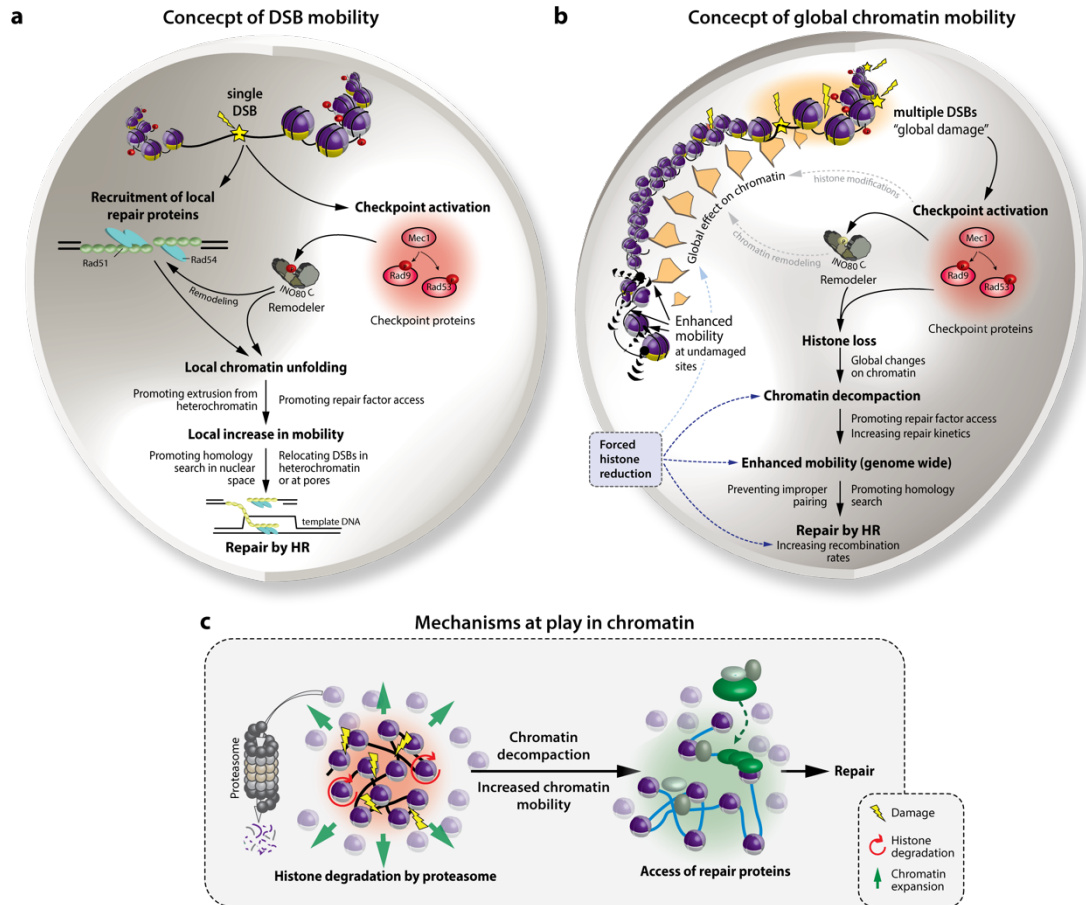 a
Concecpt of DSB mobility
single
DSB
Recruitment of local
repair proteins
Rad51
Rad54
Checkpoint activation
Mec1
Rad9
Rad53
Checkpoint proteins
INO80 C
Remodeler
Remodeling
Local chromatin unfolding
Promoting extrusion from
heterochromatin
Promoting repair factor access
Local increase in mobility
Promoting homology
search in nuclear
space
Relocating DSBs in
heterochromatin
or at pores
template DNA
Repair by HR
b
Concecpt of global chromatin mobility
multiple DSBs
“global damage”
histone modifications
Global effect on chromatin
chromatin remodeling
Checkpoint activation
Mec1
Rad9
Rad53
Checkpoint proteins
INO80 C
Remodeler
Enhanced
mobility
at undamaged
sites
Histone loss
Global changes
on chromatin
Chromatin decompaction
Promoting repair factor access
Increasing repair kinetics
Forced
histone
reduction
Enhanced mobility (genome wide)
Preventing improper
pairing
Promoting homology
search
Repair by HR
Increasing recombination
rates
c
Mechanisms at play in chromatin
Proteasome
Histone degradation by proteasome
Chromatin
decompaction
Increased chromatin
mobility
Access of repair proteins
Repair
Damage
Histone
degradation
Chromatin
expansion